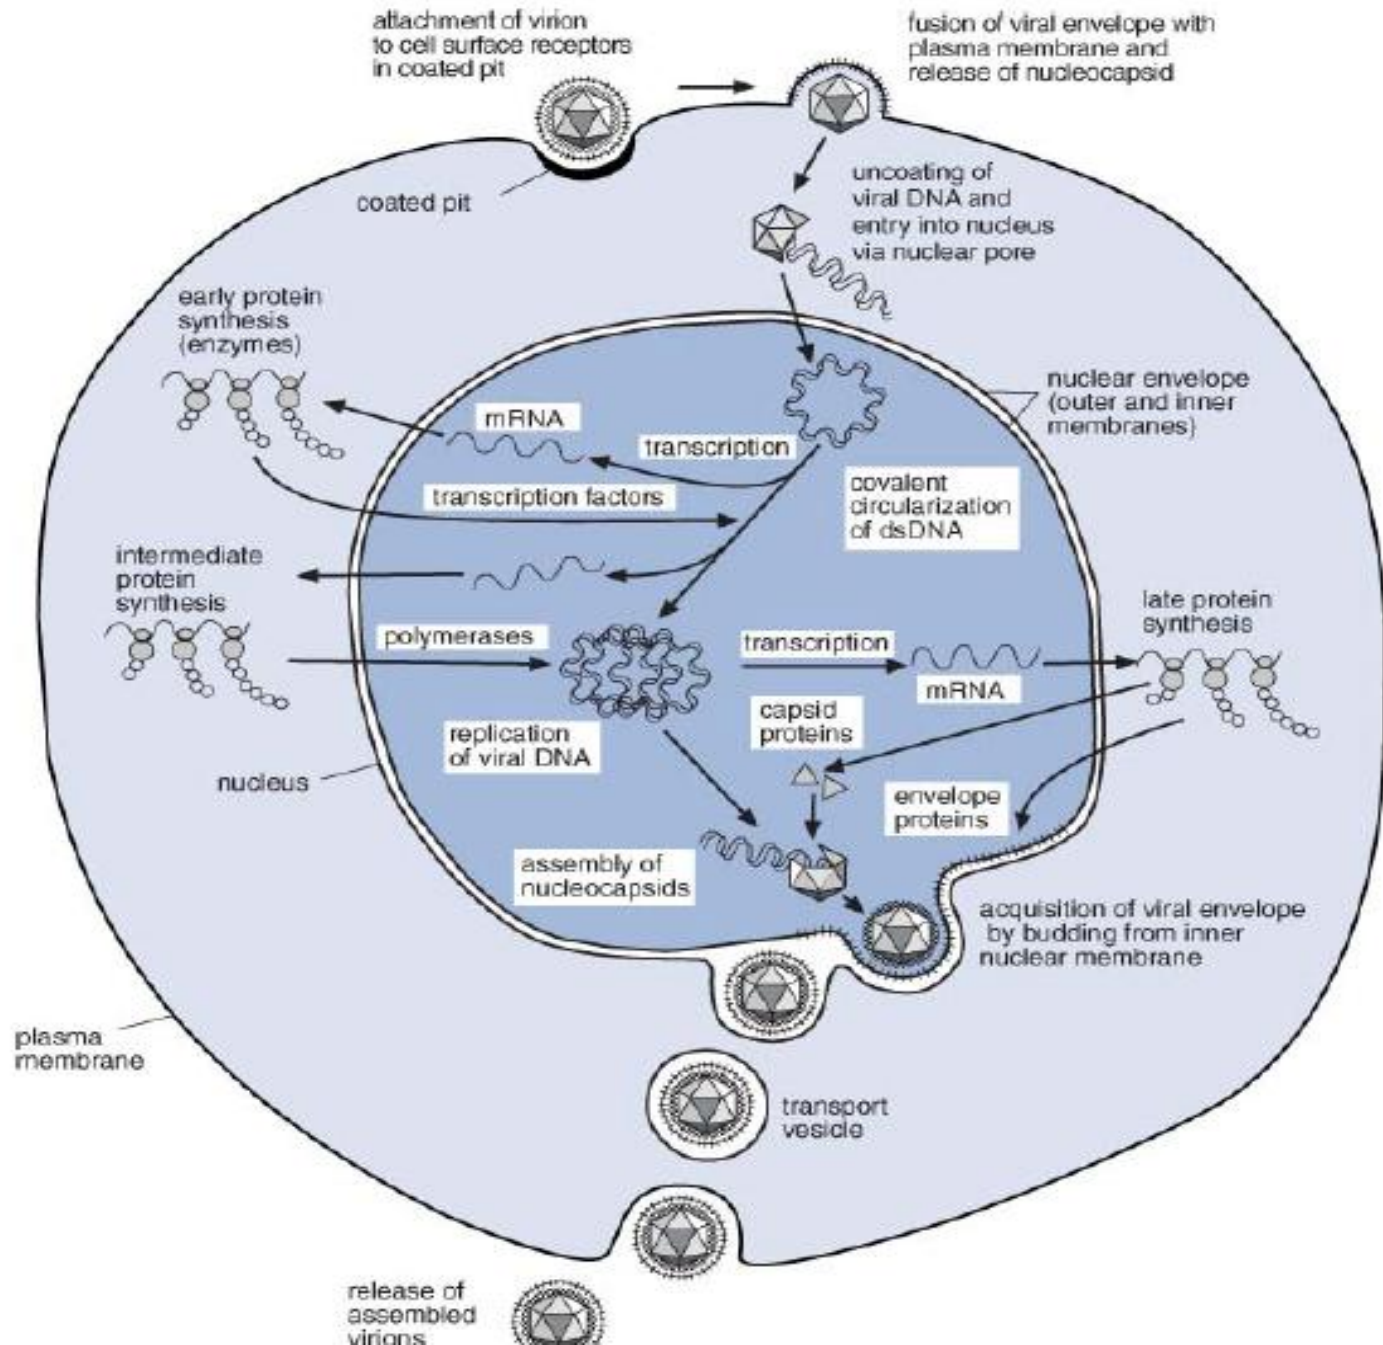 attachment of virion
to cell surface receptors
in coated pit
fusion of viral envelope with
plasma membrane and
release of nucleocapsid
coated pit
uncoating of
viral DNA and
entry into nucleus
via nuclear pore
early protein
synthesis
(enzymes)
nuclear envelope
(outer and inner
membranes)
mRNA
transcription
transcription factors
covalent
circularization
of dsDNA
intermediate
protein
synthesis
late protein
synthesis
polymerases
transcription
mRNA
capsid
proteins
replication
of viral DNA
nucleus
envelope
proteins
assembly of
nucleocapsids
acquisition of viral envelope
by budding from inner
nuclear membrane
plasma
membrane
transport
vesicle
release of
assembled
virions